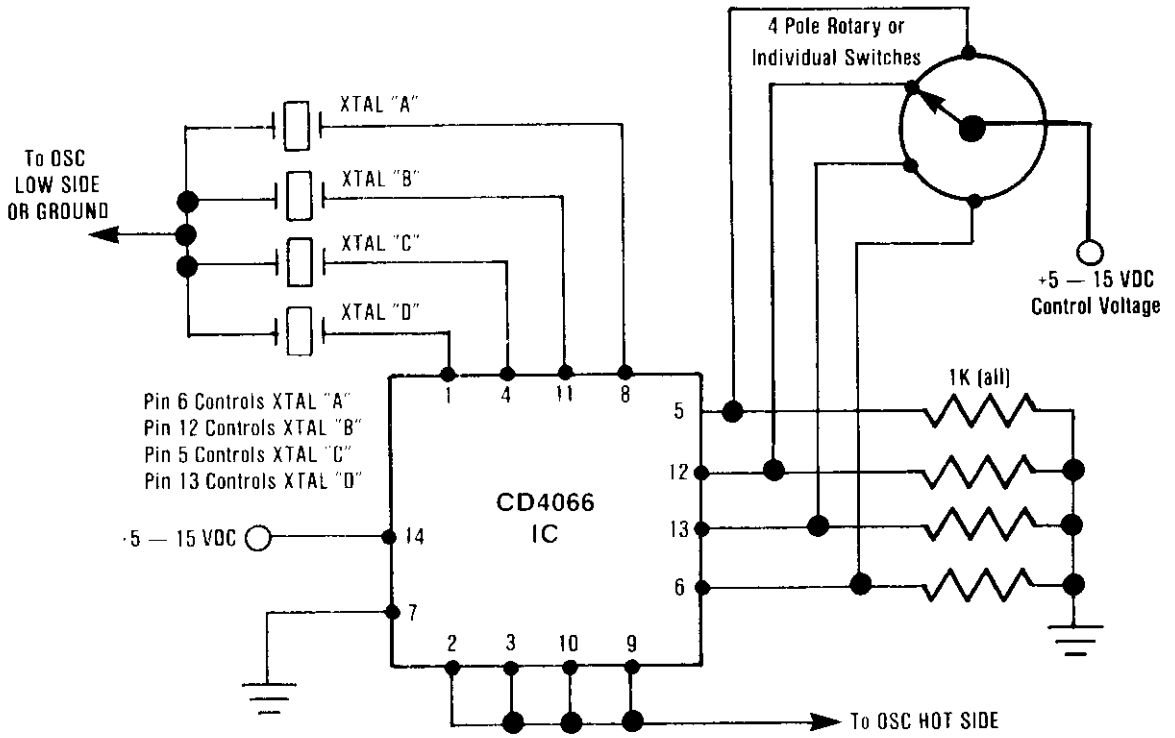 4 Pole Rotary or
Individual Switches
XTAL "A"
To OSC
LOW SIDE
OR GROUND
XTAL "B"
XTAL "C"
+5 — 15 VDC
Control Voltage
XTAL "D"
1K (all)
1 4 11 8
5
Pin 6 Controls XTAL "A"
Pin 12 Controls XTAL "B"
Pin 5 Controls XTAL "C"
Pin 13 Controls XTAL "D"
12
CD4066
IC
13
+5 — 15 VDC
14
6
7
2 3 10 9
To OSC HOT SIDE